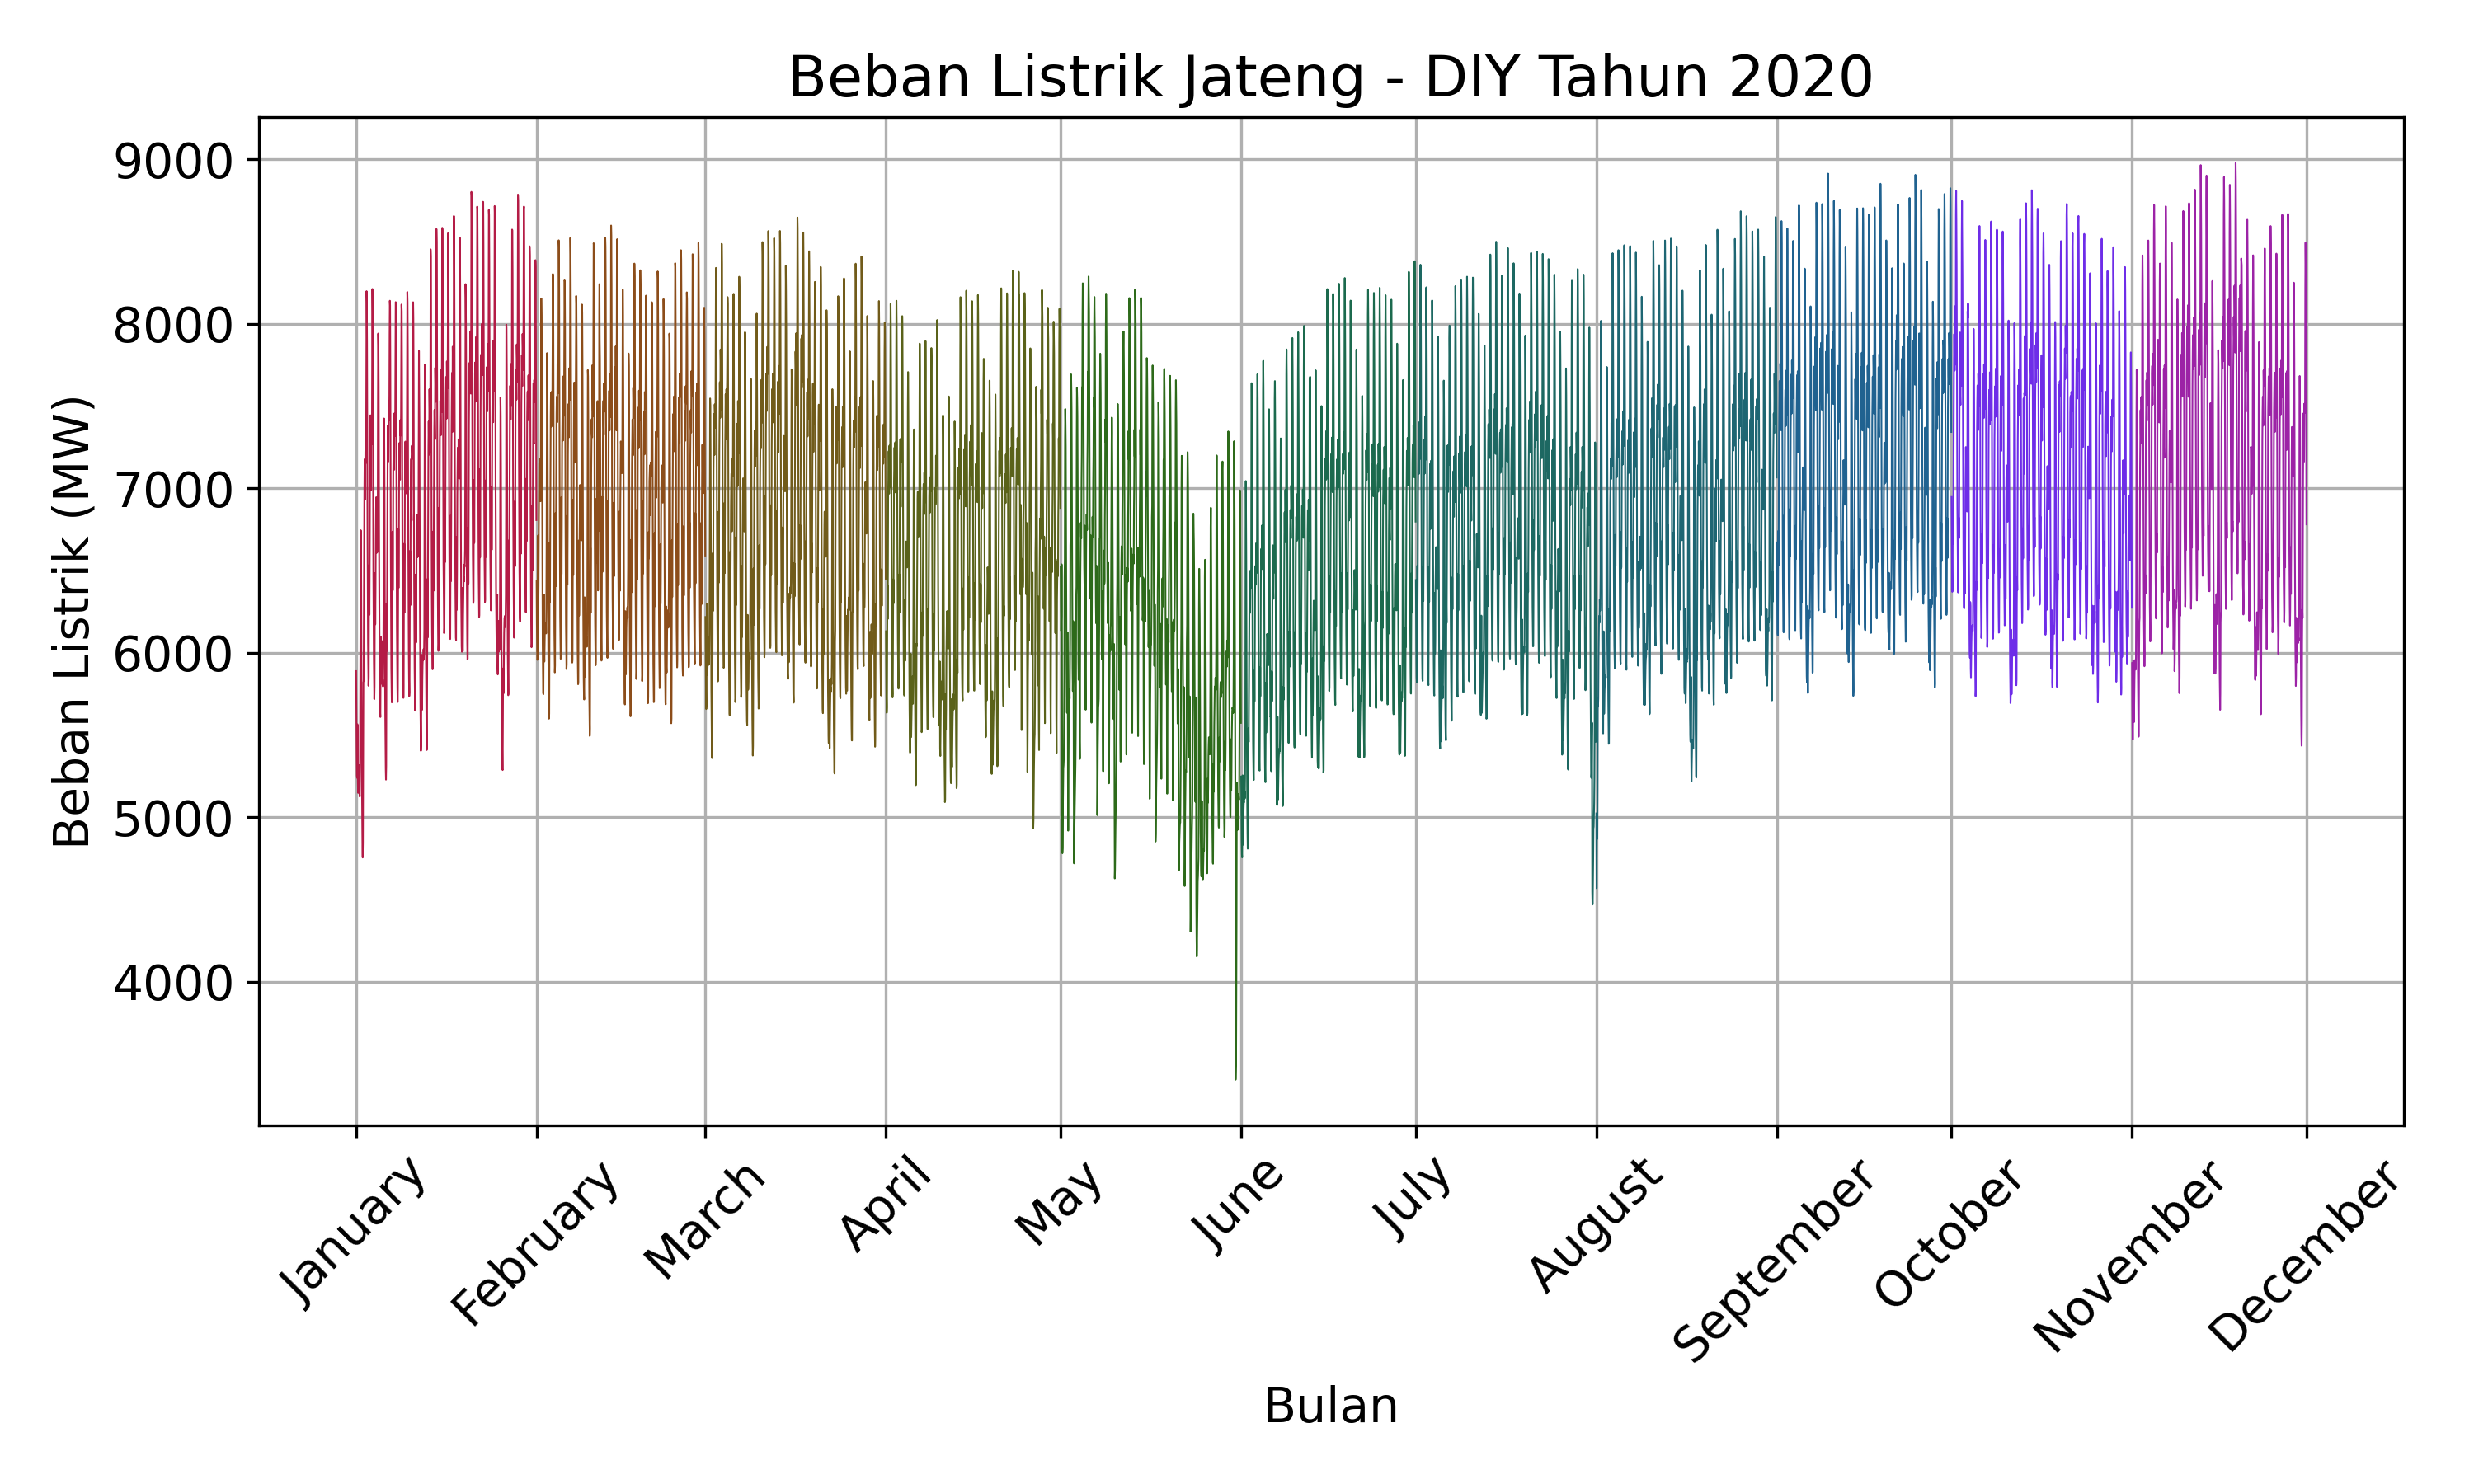 Beban Listrik Jateng - DIY Tahun 2020
Beban Listrik (MW)
9000
8000
7000
6000
5000
4000
January
February
March
April
May
June
July
August
September
October
November
December
Bulan